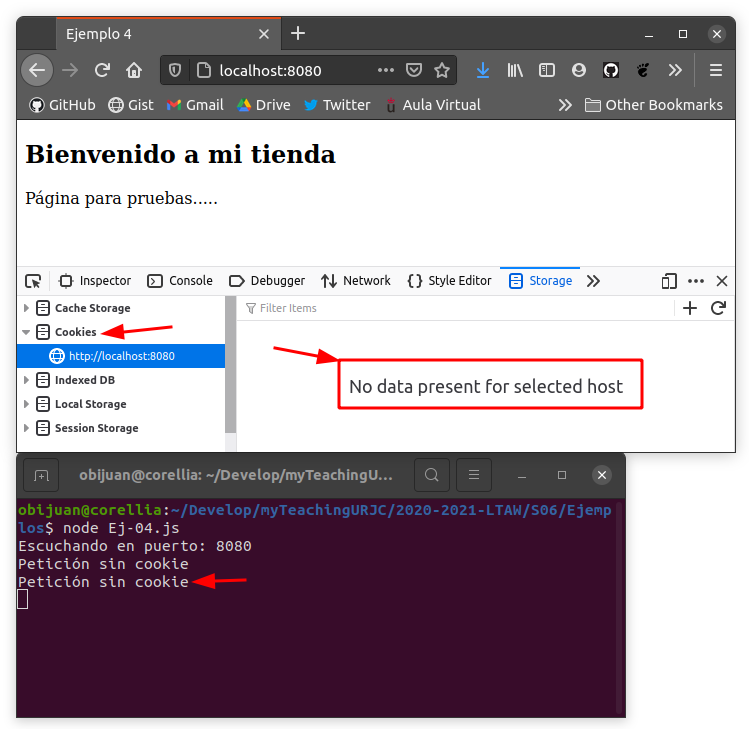 Ejemplo 4
localhost:8080
GitHub Gist Gmail Drive Twitter Aula Virtual Other Bookmarks
Bienvenido a mi tienda
Página para pruebas.....
Inspector Console Debugger Network Style Editor Storage
Cache Storage
Filter Items
Cookies
http://localhost:8080
Indexed DB
Local Storage
Session Storage
No data present for selected host
obijuan@corellia: ~/Develop/myTeachingU...
obijuan@corellia:~/Develop/myTeachingURJC/2020-2021-LTAW/S06/Ejemp
los$ node Ej-04.js
Escuchando en puerto: 8080
Petición sin cookie
Petición sin cookie